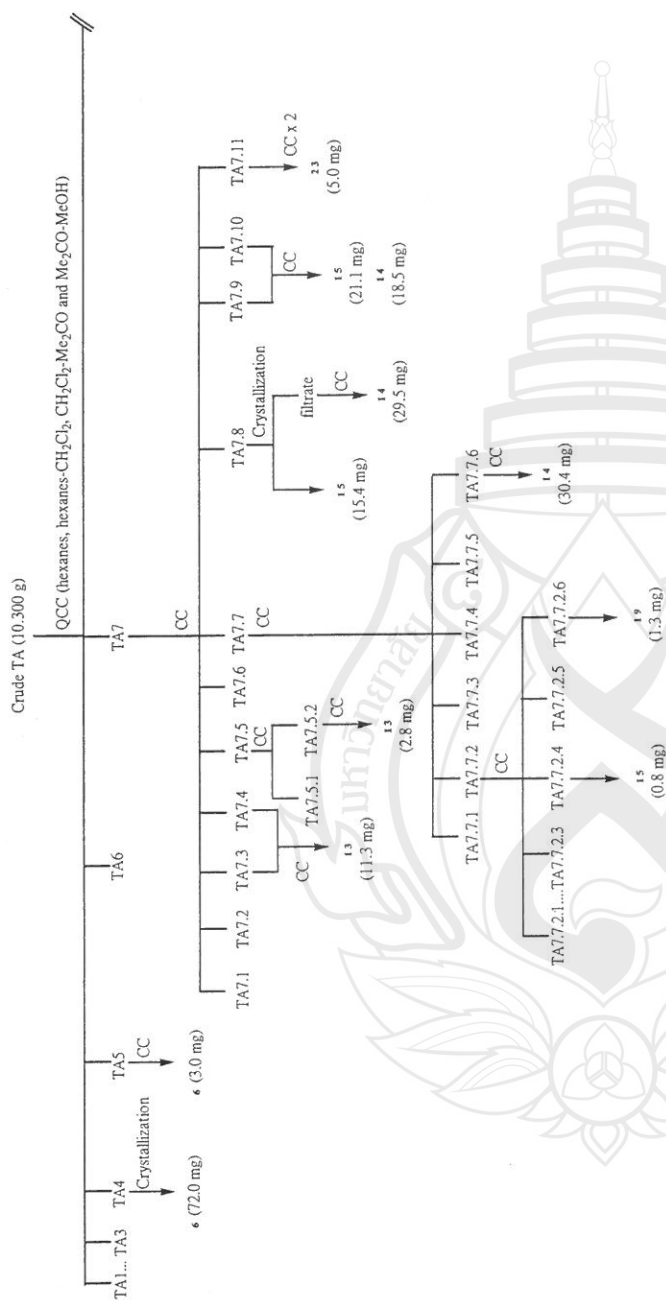 Crude TA (10.300 g)
QCC (hexanes, hexanes-CH2Cl2, CH2Cl2-Me2CO and Me2CO-MeOH)
TA1... TA3
TA4
TA5
TA6
TA7
Crystallization
CC
CC
6 (72.0 mg)
6 (3.0 mg)
TA7.1
TA7.2
TA7.3
TA7.4
TA7.5
TA7.6
TA7.7
TA7.8
TA7.9
TA7.10
TA7.11
CC
CC
CC
Crystallization
CC
CC x 2
TA7.5.1
TA7.5.2
filtrate
13
(11.3 mg)
CC
13
(2.8 mg)
15
(15.4 mg)
CC
14
(29.5 mg)
15
(21.1 mg)
14
(18.5 mg)
23
(5.0 mg)
TA7.7.1
TA7.7.2
TA7.7.3
TA7.7.4
TA7.7.5
TA7.7.6
CC
CC
14
(30.4 mg)
TA7.7.2.1....TA7.7.2.3
TA7.7.2.4
TA7.7.2.5
TA7.7.2.6
15
(0.8 mg)
19
(1.3 mg)